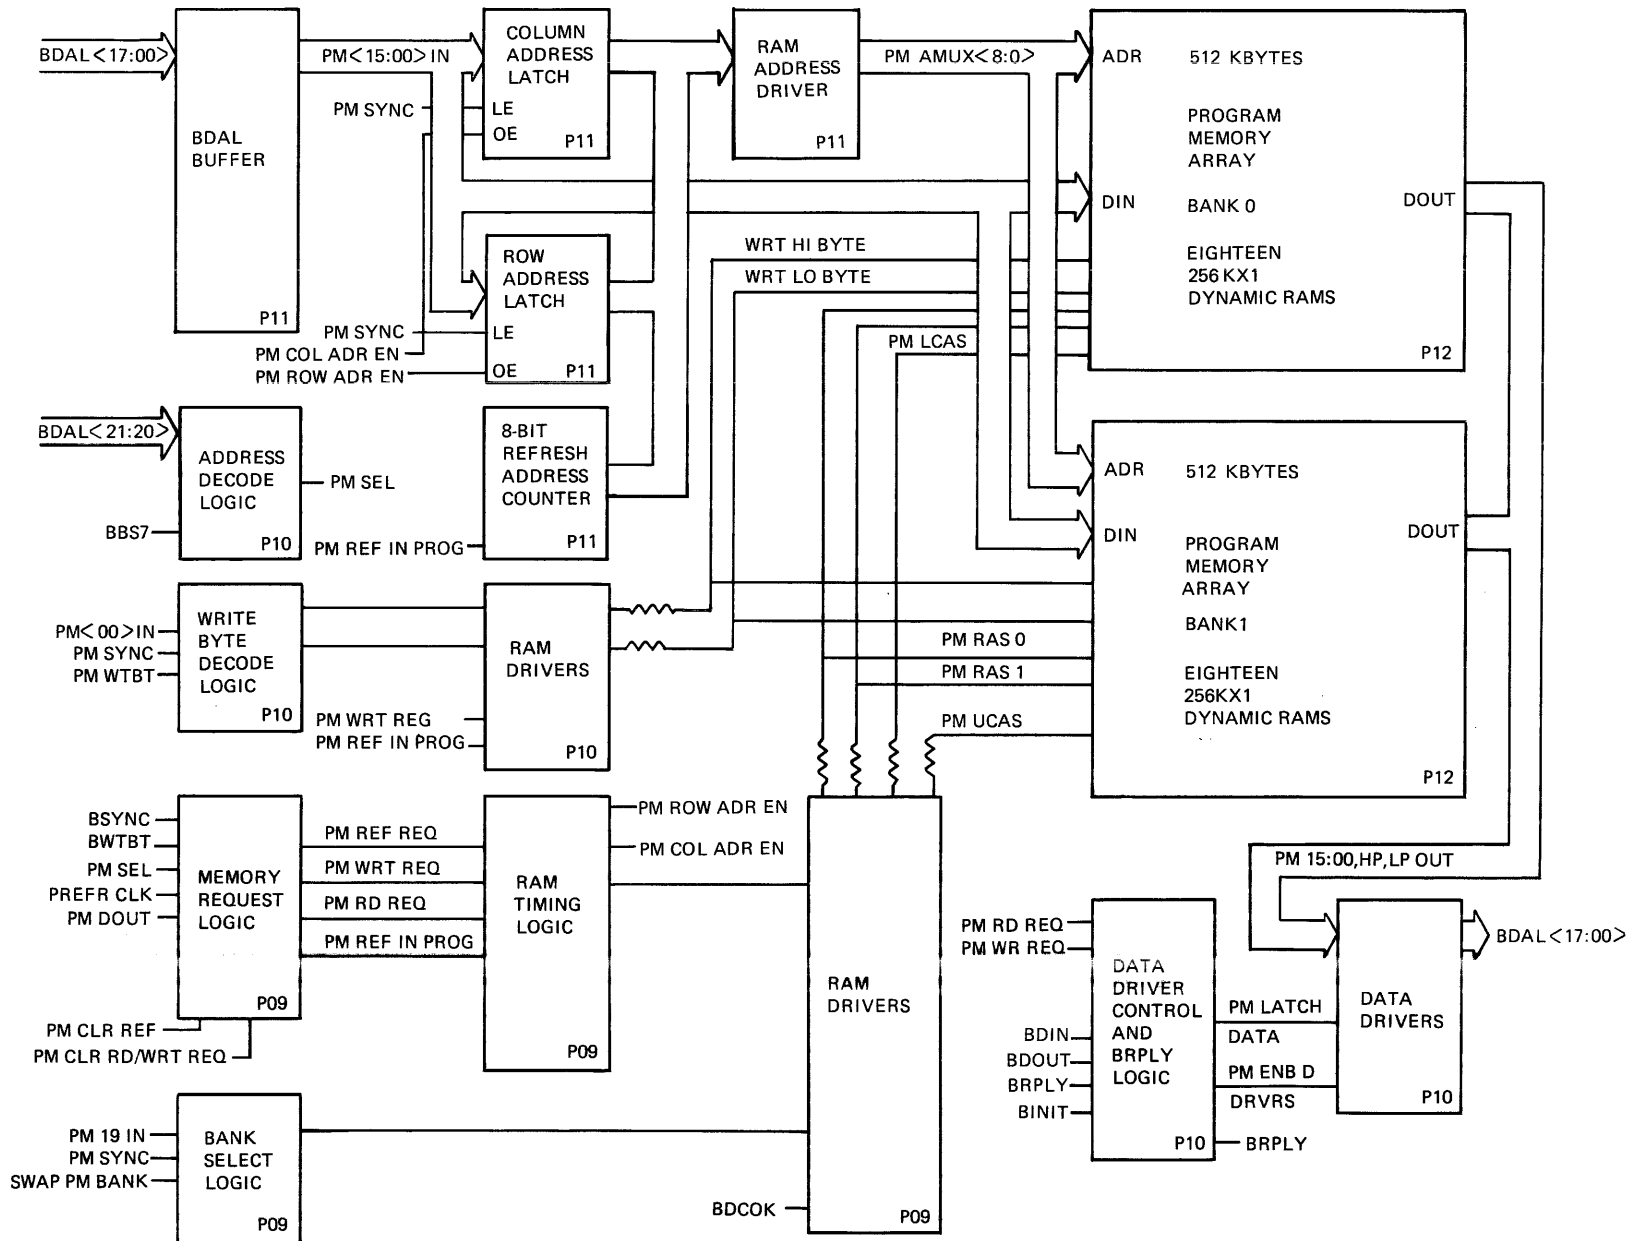 BDAL<17:00>
BDAL
BUFFER
P11
PM<15:00>IN
COLUMN
ADDRESS
LATCH
PM SYNC
LE
OE
P11
RAM
ADDRESS
DRIVER
P11
PM AMUX<8:0>
ADR
512 KBYTES
PROGRAM
MEMORY
ARRAY
DIN
BANK 0
DOUT
EIGHTEEN
256 KX1
DYNAMIC RAMS
P12
ROW
ADDRESS
LATCH
PM SYNC
LE
PM COL ADR EN
PM ROW ADR EN
OE
P11
WRT HI BYTE
WRT LO BYTE
PM LCAS
BDAL<21:20>
ADDRESS
DECODE
LOGIC
PM SEL
BBS7
P10
8-BIT
REFRESH
ADDRESS
COUNTER
PM REF IN PROG
P11
ADR
512 KBYTES
DIN
DOUT
PROGRAM
MEMORY
ARRAY
BANK1
EIGHTEEN
256KX1
DYNAMIC RAMS
P12
PM<00>IN
PM SYNC
PM WTBT
WRITE
BYTE
DECODE
LOGIC
P10
RAM
DRIVERS
PM WRT REG
PM REF IN PROG
P10
PM RAS 0
PM RAS 1
PM UCAS
BSYNC
BWTBT
PM SEL
PREFR CLK
PM DOUT
MEMORY
REQUEST
LOGIC
P09
PM CLR REF
PM CLR RD/WRT REQ
PM REF REQ
PM WRT REQ
PM RD REQ
PM REF IN PROG
RAM
TIMING
LOGIC
P09
PM ROW ADR EN
PM COL ADR EN
RAM
DRIVERS
BDCOK
P09
PM 19 IN
PM SYNC
SWAP PM BANK
BANK
SELECT
LOGIC
P09
PM 15:00,HP,LP OUT
PM RD REQ
PM WR REQ
BDIN
BDOUT
BRPLY
BINIT
DATA
DRIVER
CONTROL
AND
BRPLY
LOGIC
P10
PM LATCH
DATA
PM ENB D
DRVRS
BRPLY
DATA
DRIVERS
P10
BDAL<17:00>